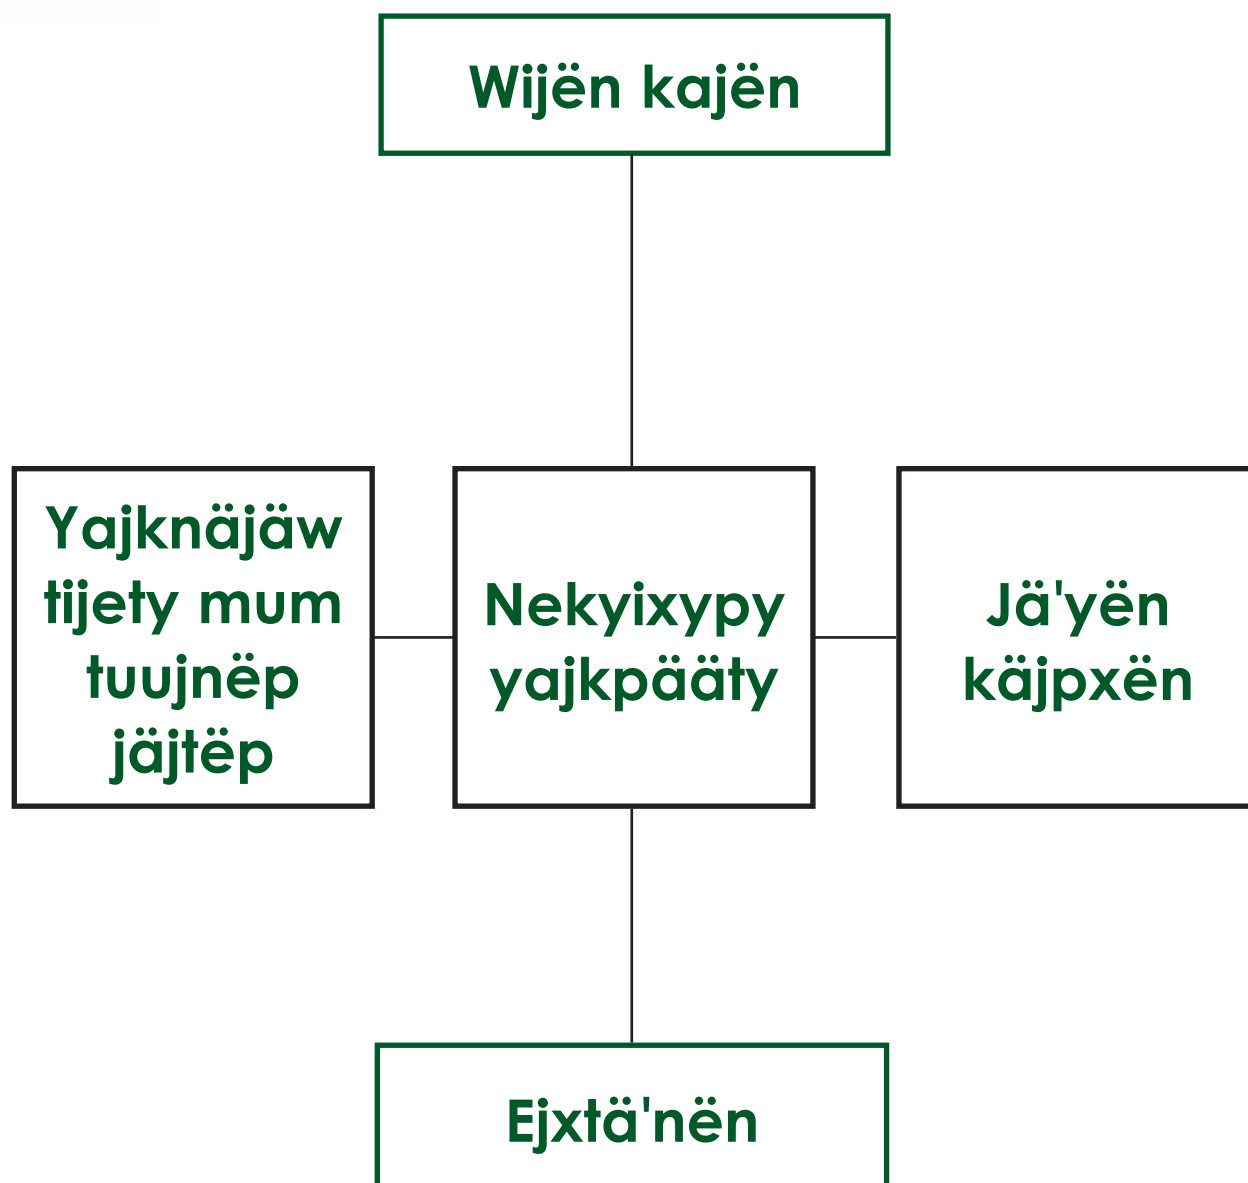 Wijën kajën
Yajknäjäw
tijety mum
tuujnëp
jäjtëp
Nekyixypy
yajkpääty
Jä'yën
käjpxën
Ejxtä'nën